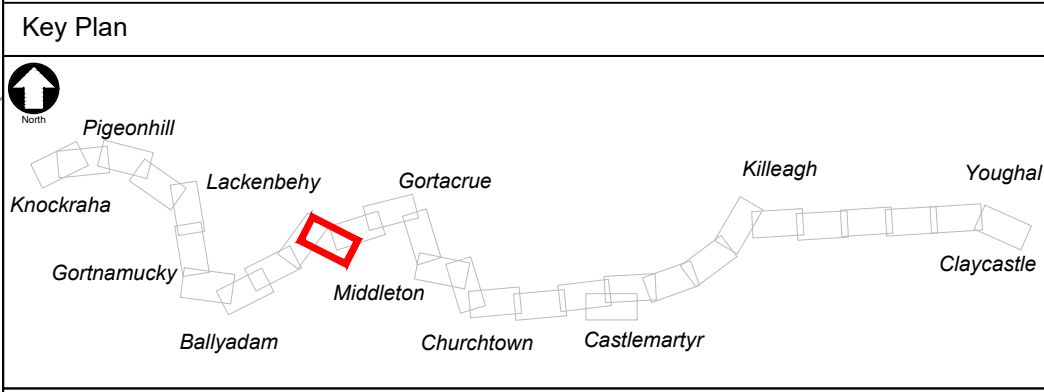 Key Plan
North
Pigeonhill
Killeagh
Youghal
Lackenbehy
Gortacrue
Knockraha
Claycastle
Gortnamucky
Middleton
Ballyadam
Churchtown
Castlemartyr